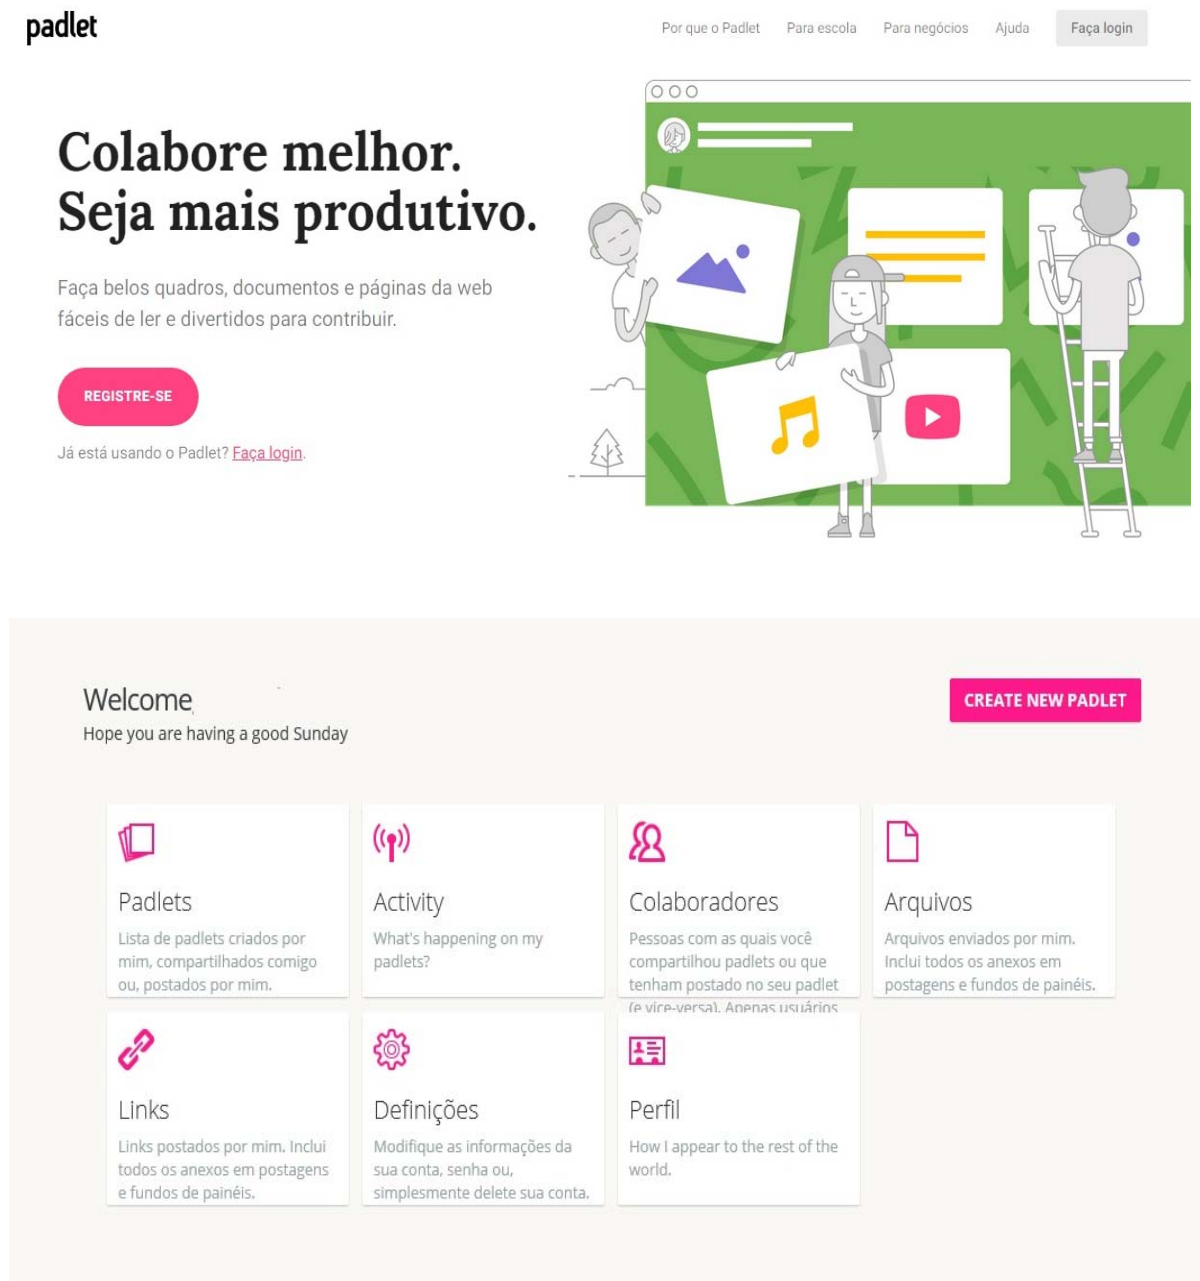 padlet
Por que o Padlet
Para escola
Para negócios
Ajuda
Faça login
Colabore melhor.
Seja mais produtivo.
Faça belos quadros, documentos e páginas da web
fáceis de ler e divertidos para contribuir.
REGISTRE-SE
Já está usando o Padlet? Faça login.
Welcome
Hope you are having a good Sunday
CREATE NEW PADLET
Padlets
Lista de padlets criados por
mim, compartilhados comigo
ou, postados por mim.
Activity
What's happening on my
padlets?
Colaboradores
Pessoas com as quais você
compartilhou padlets ou que
tenham postado no seu padlet
(e vice-versa). Apenas usuários
Arquivos
Arquivos enviados por mim.
Inclui todos os anexos em
postagens e fundos de painéis.
Links
Links postados por mim. Inclui
todos os anexos em postagens
e fundos de painéis.
Definições
Modifique as informações da
sua conta, senha ou,
simplesmente delete sua conta.
Perfil
How I appear to the rest of the
world.